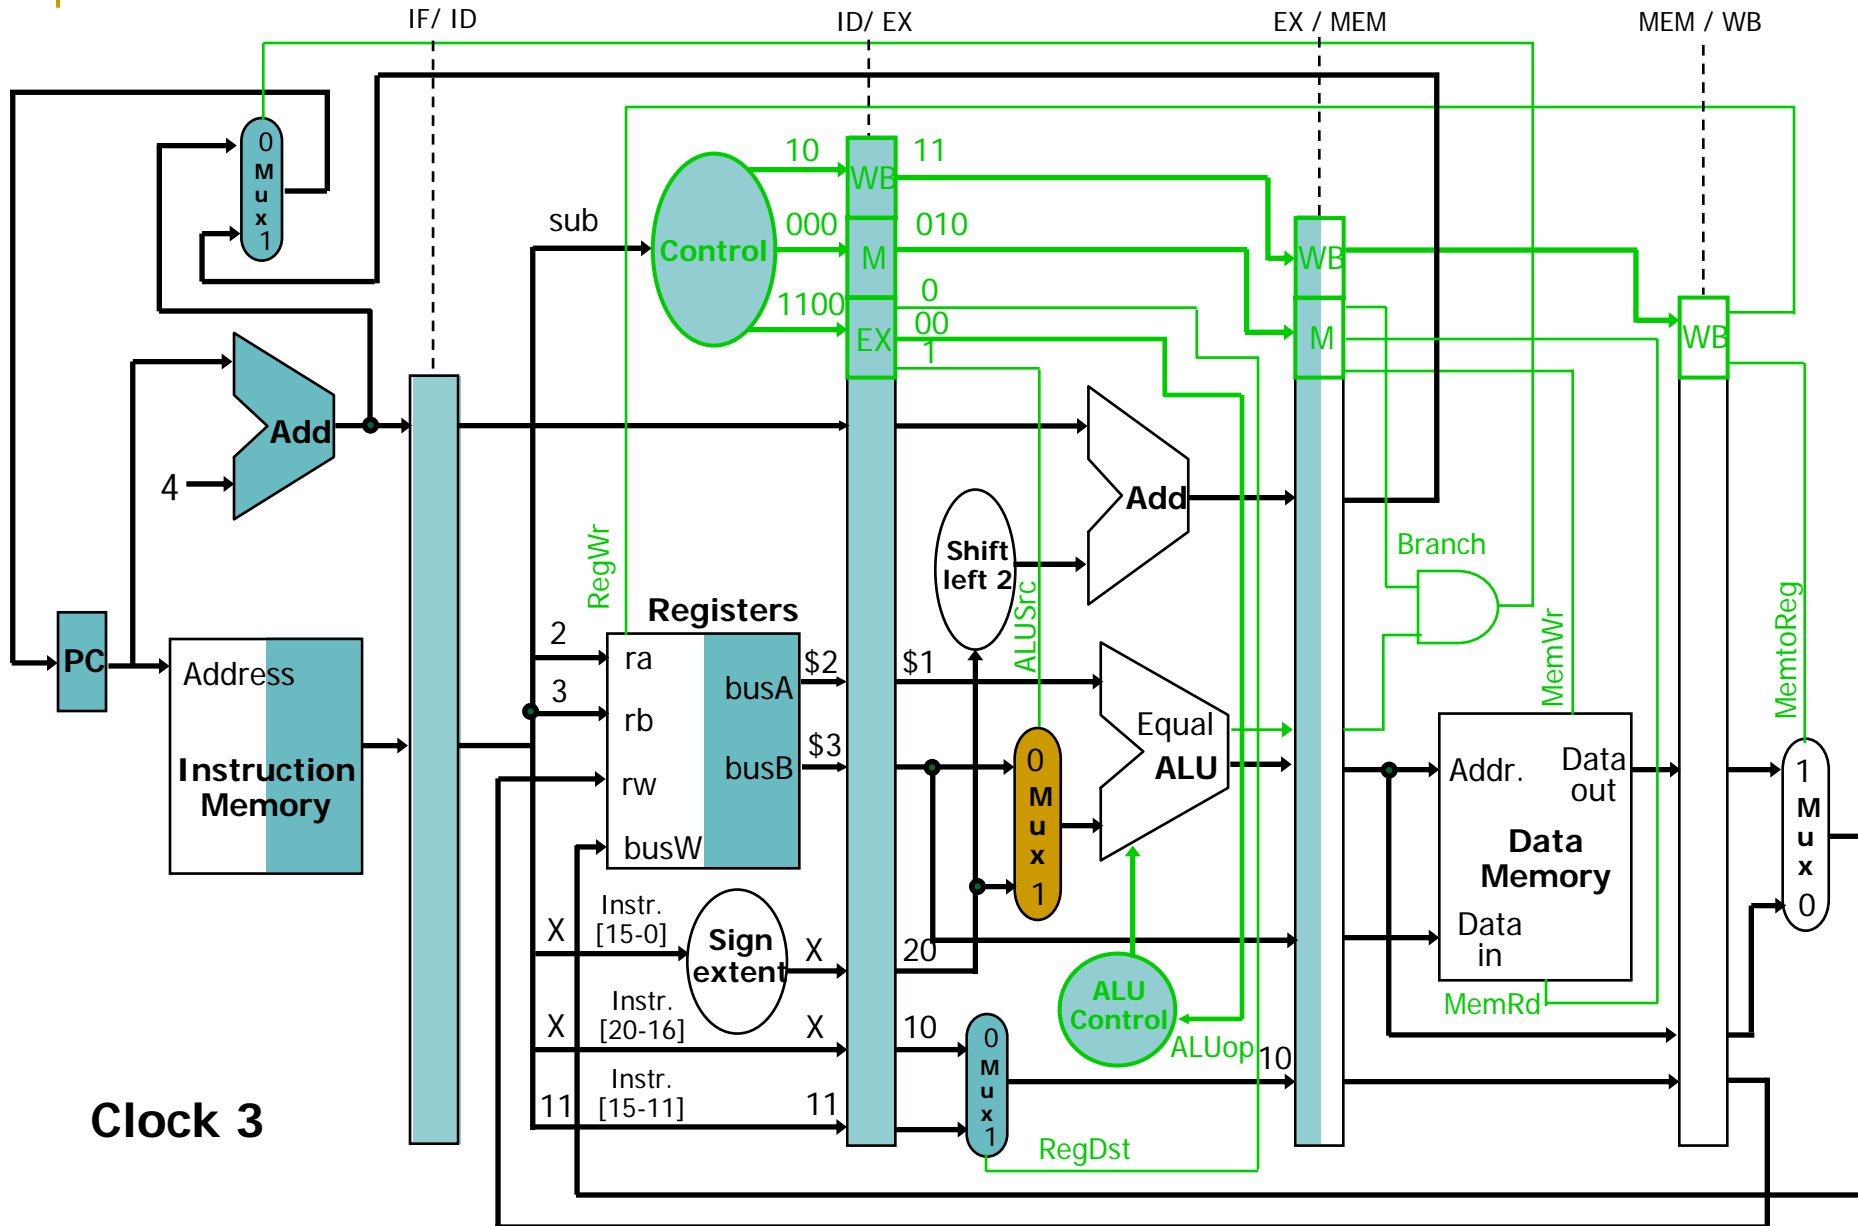 IF/ ID
ID/ EX
EX / MEM
MEM / WB
0
M
u
x
1
10
11
WB
sub
000
010
Control
M
WB
1100
0
00
1
EX
M
WB
Add
4
Add
Shift
left 2
RegWr
ALUSrc
Branch
MemWr
MemtoReg
Registers
2
ra
$2
$1
PC
Address
busA
3
rb
Equal
ALU
$3
busB
Instruction
Memory
rw
busW
0
M
u
x
1
Addr.
Data
out
Data
Memory
Data
in
1
M
u
x
0
X
Instr.
[15-0]
Sign
extent
X
20
ALU
Control
MemRd
X
Instr.
[20-16]
X
10
0
M
u
x
1
ALUop
10
Clock 3
11
Instr.
[15-11]
11
RegDst